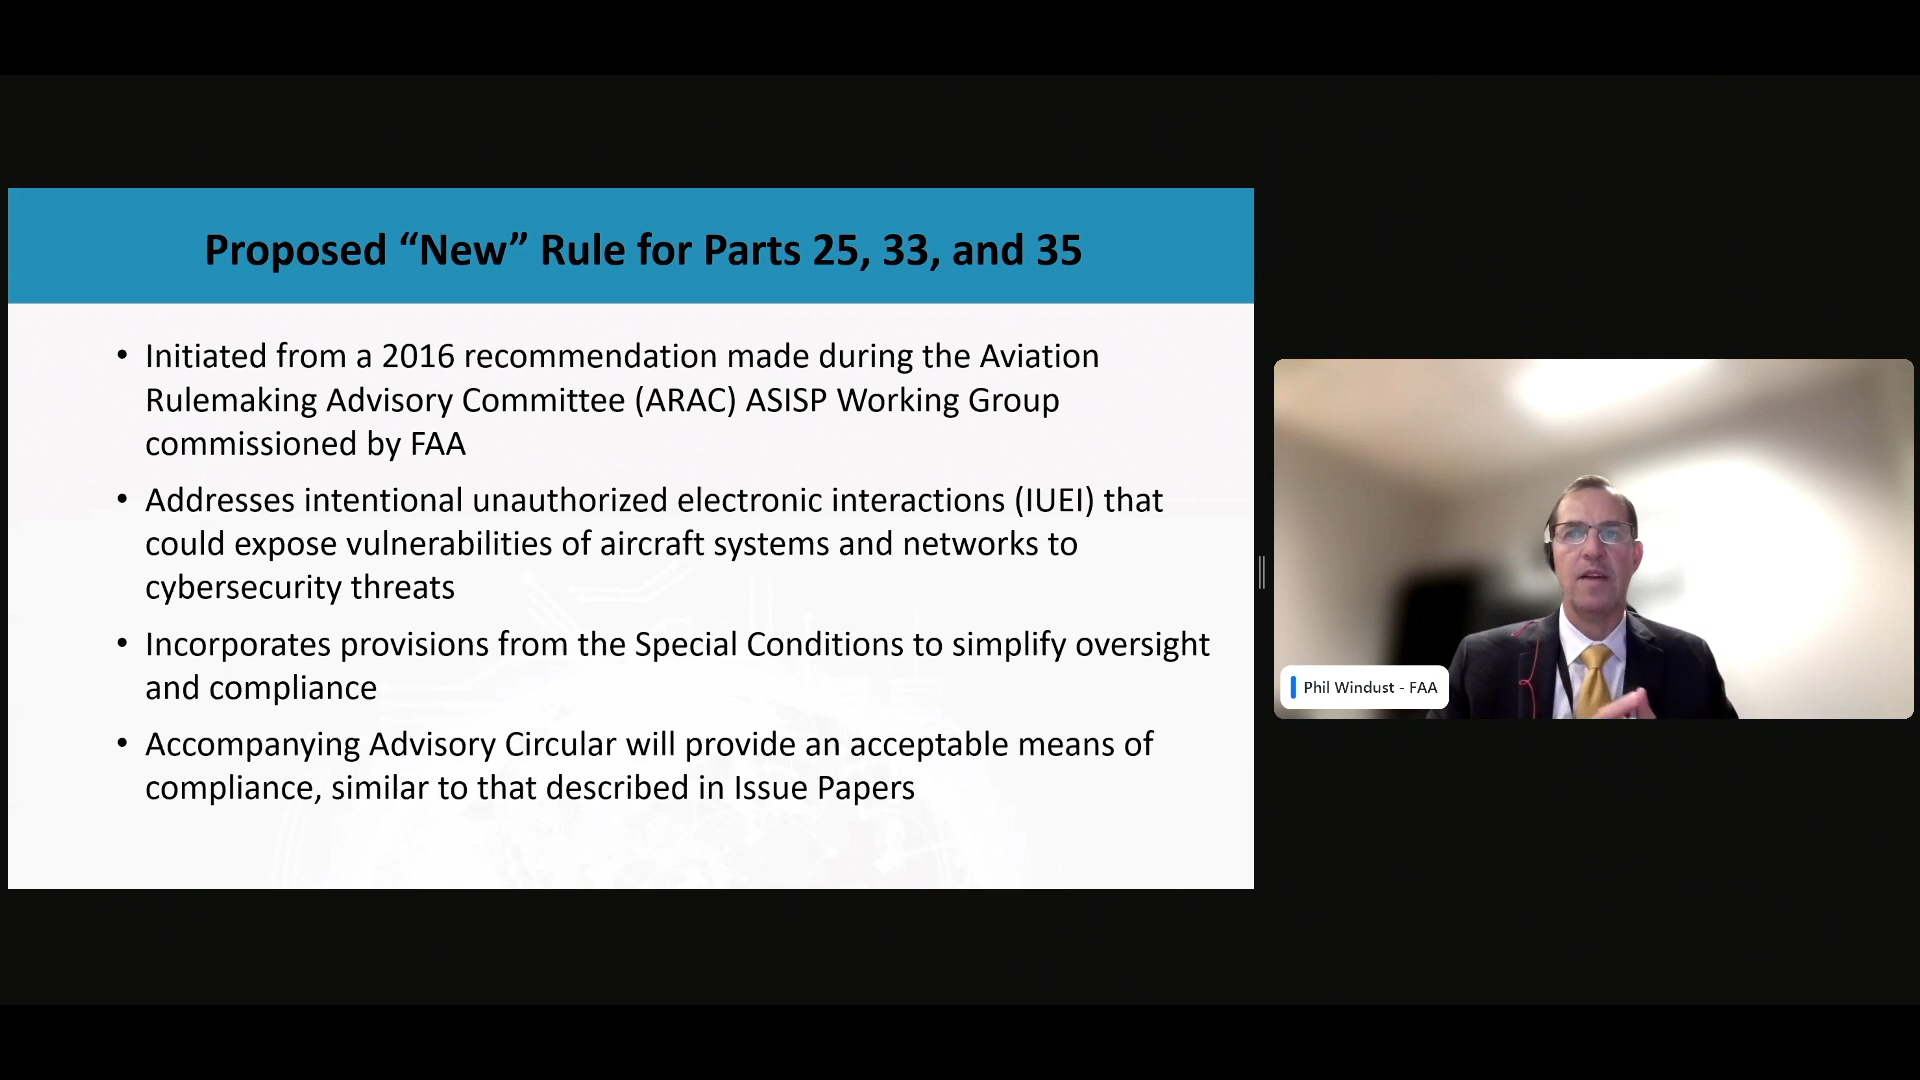 Proposed “New” Rule for Parts 25, 33, and 35
• Initiated from a 2016 recommendation made during the Aviation
Rulemaking Advisory Committee (ARAC) ASISP Working Group
commissioned by FAA
• Addresses intentional unauthorized electronic interactions (IUEI) that
could expose vulnerabilities of aircraft systems and networks to
cybersecurity threats
• Incorporates provisions from the Special Conditions to simplify oversight
and compliance
• Accompanying Advisory Circular will provide an acceptable means of
compliance, similar to that described in Issue Papers
Phil Windust - FAA